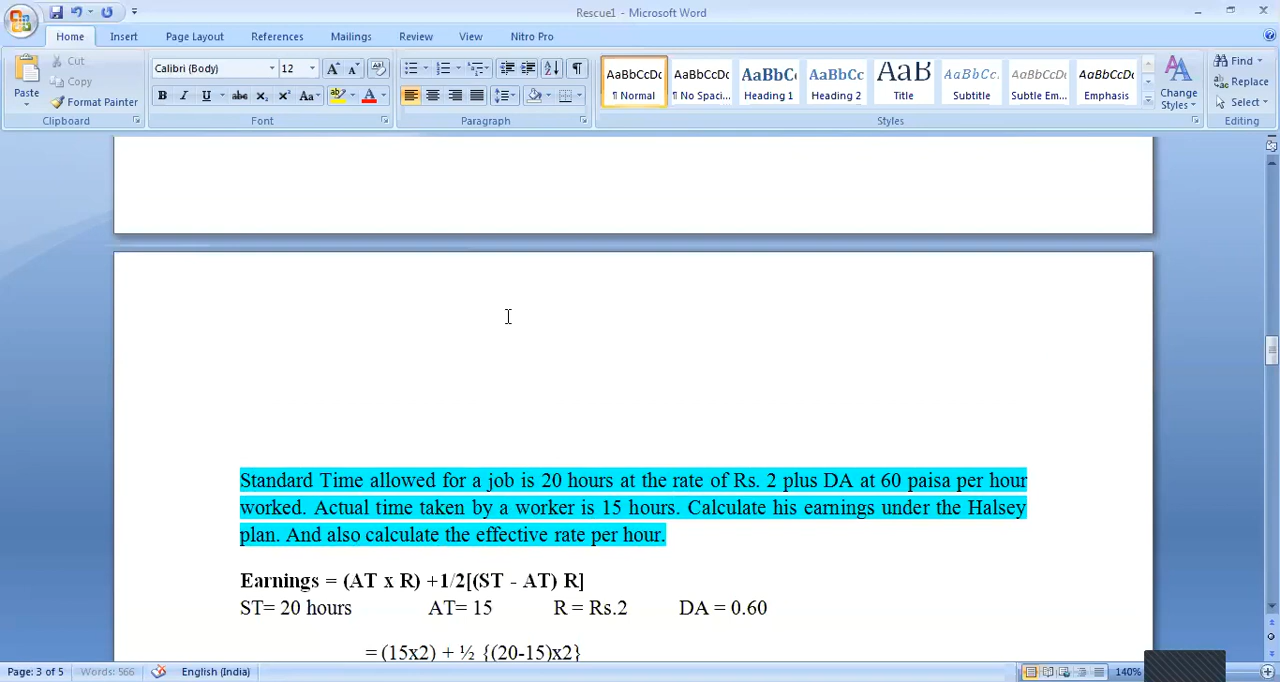 Rescue1 - Microsoft Word
Home Insert Page Layout References Mailings Review View Nitro Pro
Paste
Cut
Copy
Format Painter
Clipboard
Calibri (Body) 12
Font
Paragraph
AaBbCcDc AaBbCcDc AaBbC AaBbCc AaB AaBbCc. AaBbCcDc AaBbCcDc
¶ Normal ¶ No Spaci... Heading 1 Heading 2 Title Subtitle Subtle Em... Emphasis
Change
Styles
Styles
Find
Replace
Select
Editing
Standard Time allowed for a job is 20 hours at the rate of Rs. 2 plus DA at 60 paisa per hour
worked. Actual time taken by a worker is 15 hours. Calculate his earnings under the Halsey
plan. And also calculate the effective rate per hour.
Earnings = (AT x R) +1/2[(ST - AT) R]
ST= 20 hours AT= 15 R = Rs.2 DA = 0.60
= (15x2) + ½ {(20-15)x2}
Page: 3 of 5 Words: 566 English (India) 140%